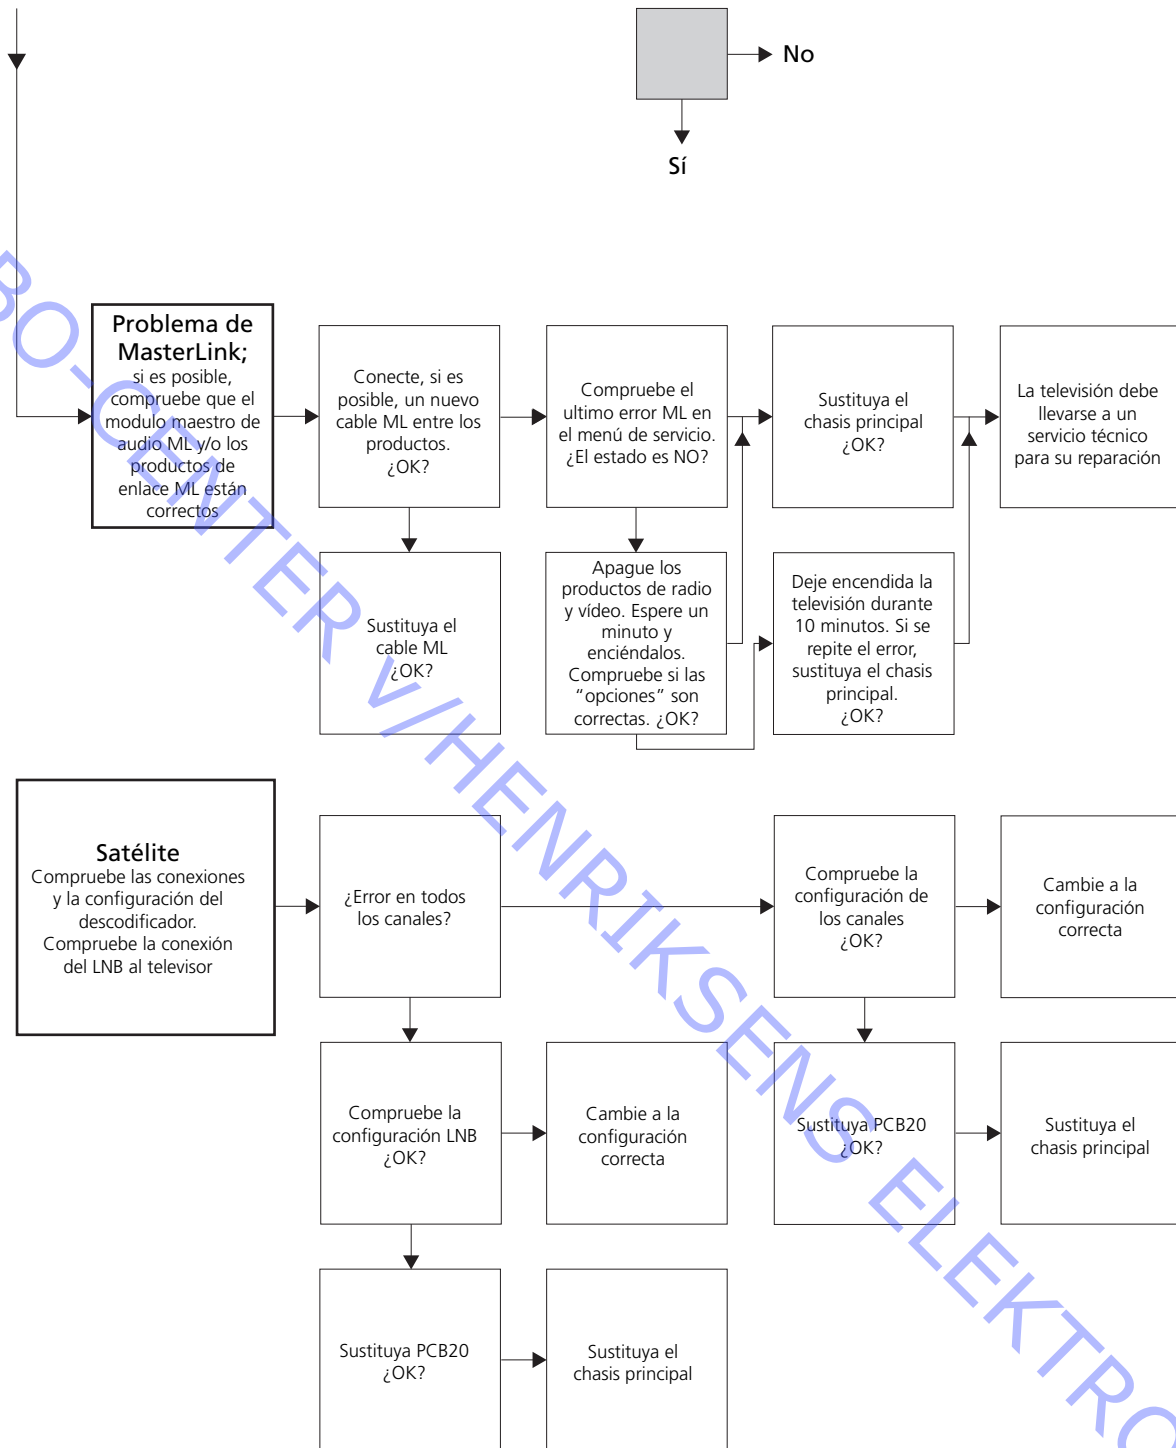 No
Sí
Problema de
MasterLink;
si es posible,
compruebe que el
modulo maestro de
audio ML y/o los
productos de
enlace ML están
correctos
Conecte, si es
posible, un nuevo
cable ML entre los
productos.
¿OK?
Compruebe el
ultimo error ML en
el menú de servicio.
¿El estado es NO?
Sustituya el
chasis principal
¿OK?
La televisión debe
llevarse a un
servicio técnico
para su reparación
Sustituya el
cable ML
¿OK?
Apague los
productos de radio
y vídeo. Espere un
minuto y
enciéndalos.
Compruebe si las
“opciones” son
correctas. ¿OK?
Deje encendida la
televisión durante
10 minutos. Si se
repite el error,
sustituya el chasis
principal.
¿OK?
Satélite
Compruebe las conexiones
y la configuración del
descodificador.
Compruebe la conexión
del LNB al televisor
¿Error en todos
los canales?
Compruebe la
configuración de
los canales
¿OK?
Cambie a la
configuración
correcta
Compruebe la
configuración LNB
¿OK?
Cambie a la
configuración
correcta
Sustituya PCB20
¿OK?
Sustituya el
chasis principal
Sustituya PCB20
¿OK?
Sustituya el
chasis principal
BO-CENTER v/HENRIKSENS ELEKTRO